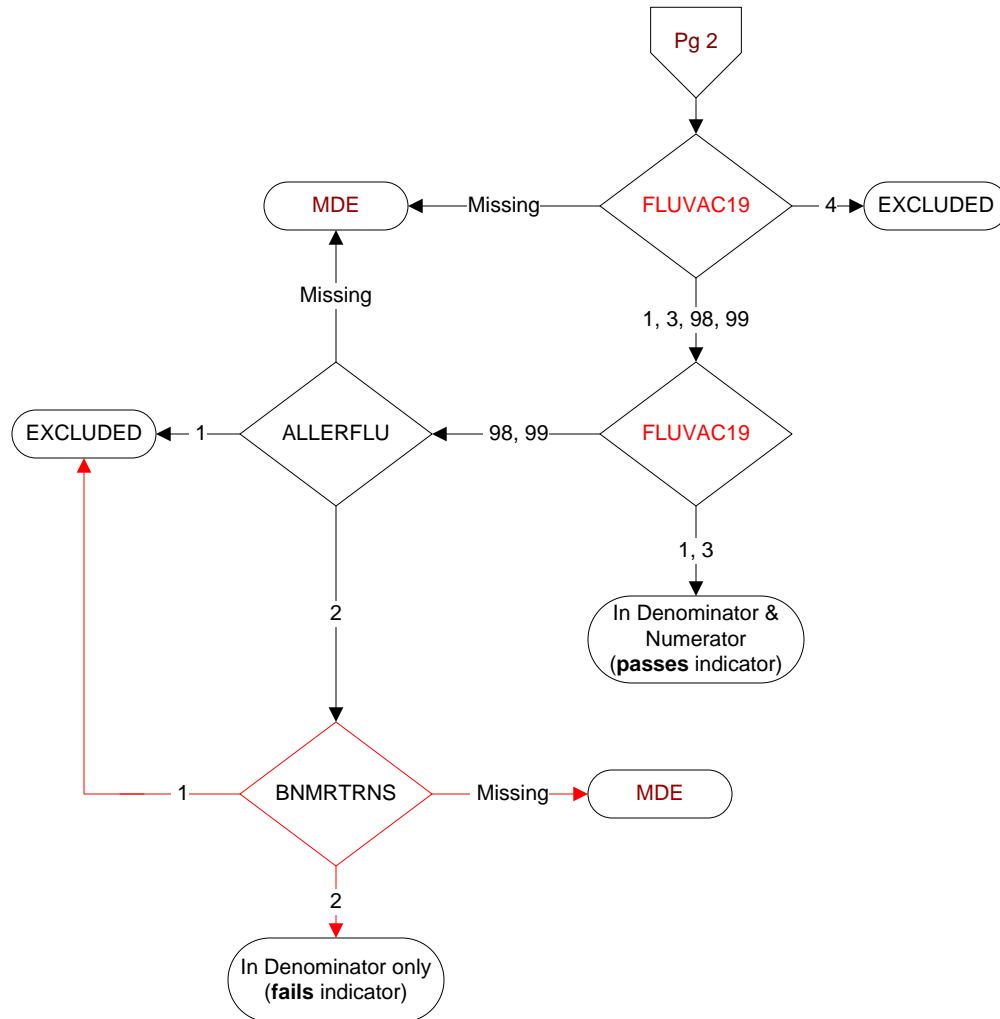 Pg 2
MDE
Missing
FLUVAC19
4
EXCLUDED
Missing
1, 3, 98, 99
EXCLUDED
1
ALLERFLU
98, 99
FLUVAC19
1, 3
2
In Denominator &
Numerator
(passes indicator)
1
BNMRTRNS
Missing
MDE
2
In Denominator only
(fails indicator)